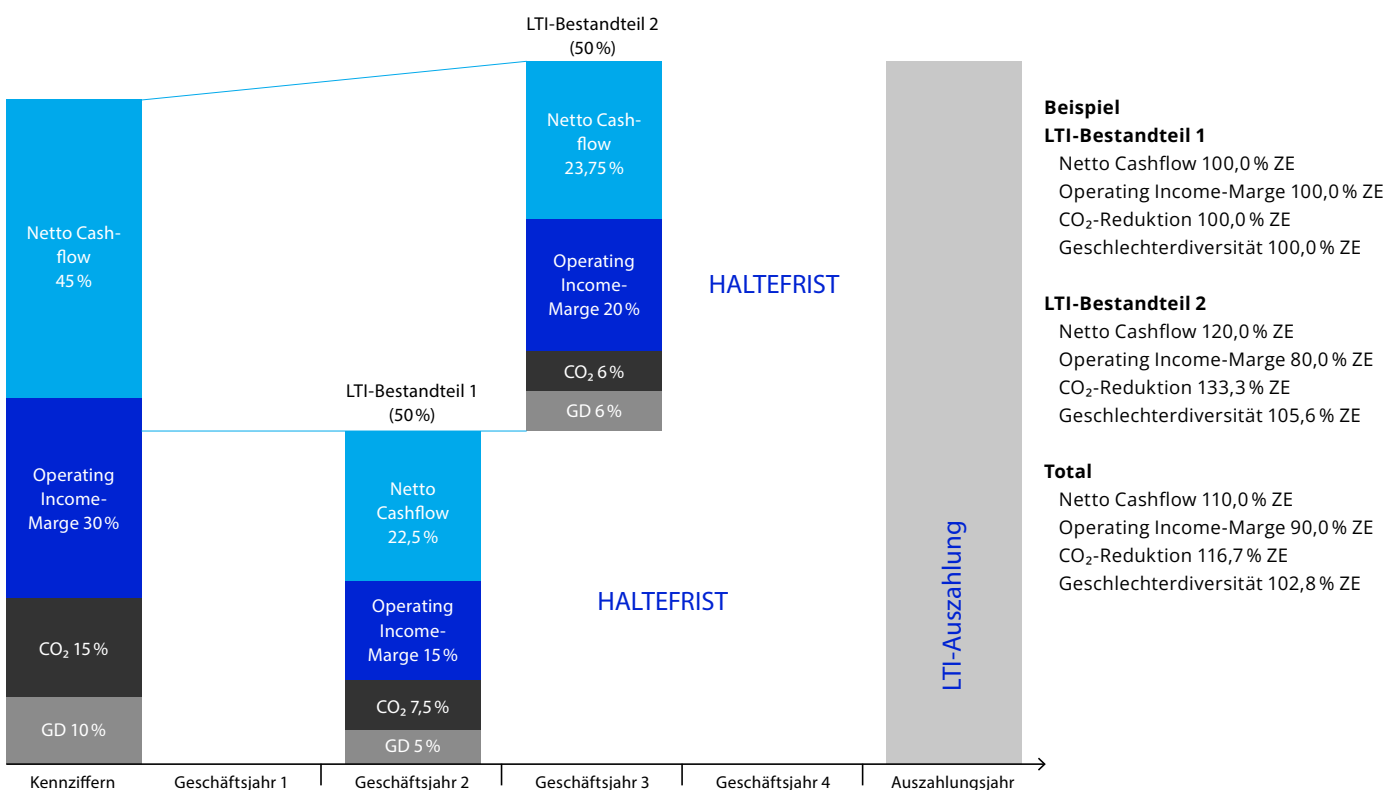 LTI-Bestandteil 2
(50 %)
Netto Cash-
flow
23,75 %
Operating
Income-
Marge 20 %
CO₂ 6 %
GD 6 %
Netto Cash-
flow
45 %
Operating
Income-
Marge 30 %
CO₂ 15 %
GD 10 %
LTI-Bestandteil 1
(50 %)
Netto
Cashflow
22,5 %
Operating
Income-
Marge 15 %
CO₂ 7,5 %
GD 5 %
HALTEFRIST
HALTEFRIST
LTI-Auszahlung
Kennziffern
Geschäftsjahr 1
Geschäftsjahr 2
Geschäftsjahr 3
Geschäftsjahr 4
Auszahlungsjahr
Beispiel
LTI-Bestandteil 1
Netto Cashflow 100,0 % ZE
Operating Income-Marge 100,0 % ZE
CO₂-Reduktion 100,0 % ZE
Geschlechterdiversität 100,0 % ZE
LTI-Bestandteil 2
Netto Cashflow 120,0 % ZE
Operating Income-Marge 80,0 % ZE
CO₂-Reduktion 133,3 % ZE
Geschlechterdiversität 105,6 % ZE
Total
Netto Cashflow 110,0 % ZE
Operating Income-Marge 90,0 % ZE
CO₂-Reduktion 116,7 % ZE
Geschlechterdiversität 102,8 % ZE